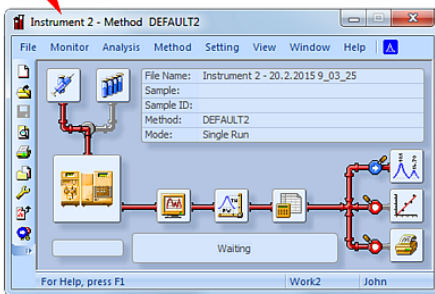 Instrument 2 - Method DEFAULT2
File Monitor Analysis Method Setting View Window Help
File Name: Instrument 2 - 20.2.2015 9_03_25
Sample:
Sample ID:
Method: DEFAULT2
Mode: Single Run
Waiting
For Help, press F1 Work2 John